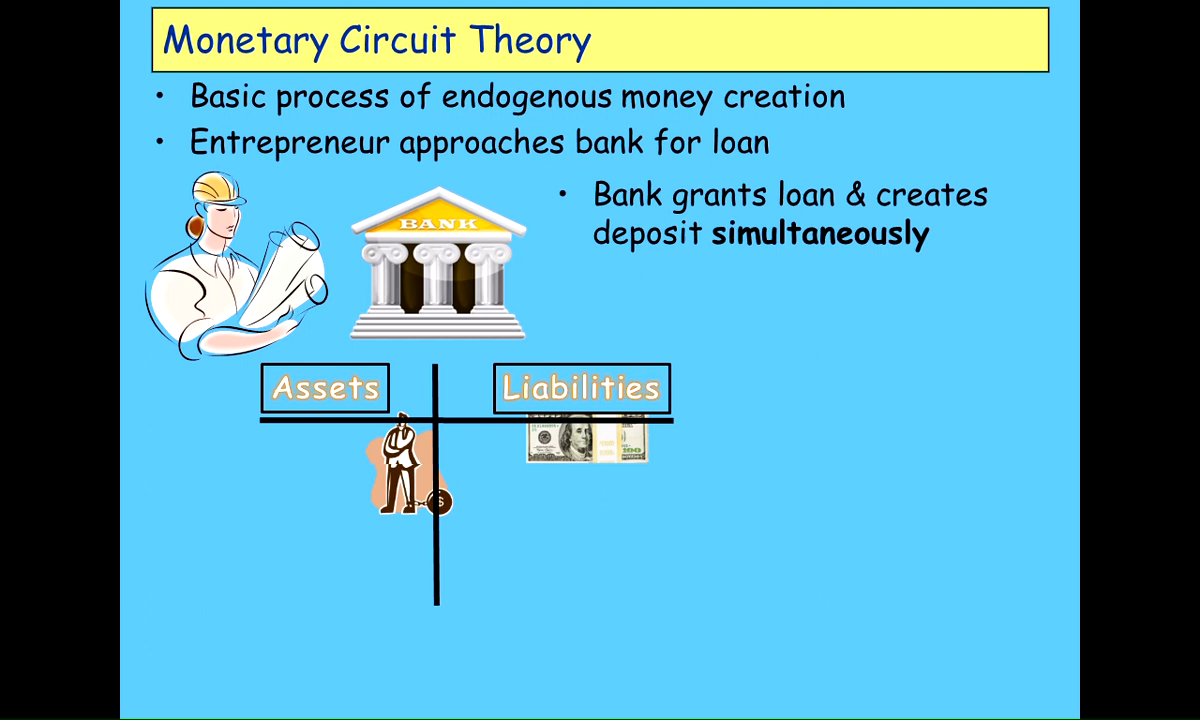 Monetary Circuit Theory
• Basic process of endogenous money creation
• Entrepreneur approaches bank for loan
• Bank grants loan & creates
deposit simultaneously
BANK
Assets
Liabilities
100
$